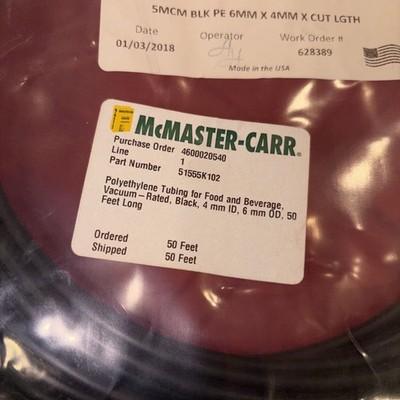 5MCM BLK PE 6MM X 4MM X CUT LGTH
Date Operator Work Order #
01/03/2018 628389
Made in the USA
McMASTER-CARR®
Purchase Order 4600020540
Line 1
Part Number 51555K102
Polyethylene Tubing for Food and Beverage,
Vacuum-Rated, Black, 4 mm ID, 6 mm OD, 50
Feet Long
Ordered 50 Feet
Shipped 50 Feet